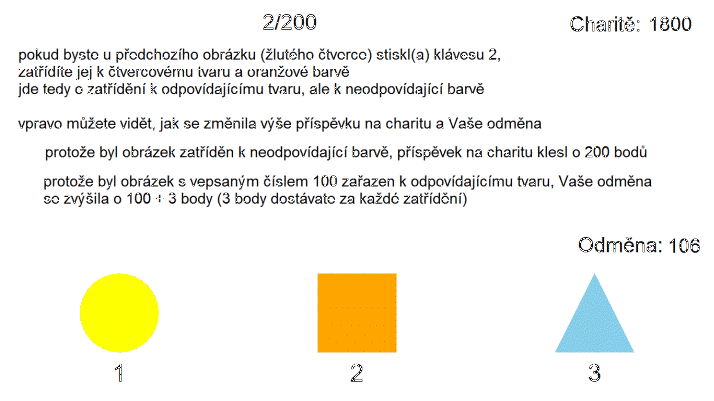 2/200
Charitě: 1800
pokud byste u předchozího obrázku (žlutého čtverce) stiskl(a) klávesu 2,
zatřídíte jej k čtvercovému tvaru a oranžové barvě
jde tedy o zatřídění k odpovídajícímu tvaru, ale k neodpovídající barvě
vpravo můžete vidět, jak se změnila výše příspěvku na charitu a Vaše odměna
protože byl obrázek zatříděn k neodpovídající barvě, příspěvek na charitu klesl o 200 bodů
protože byl obrázek s vepsaným číslem 100 zařazen k odpovídajícímu tvaru, Vaše odměna
se zvýšila o 100 + 3 body (3 body dostáváte za každé zatřídění)
Odměna: 106
1 2 3